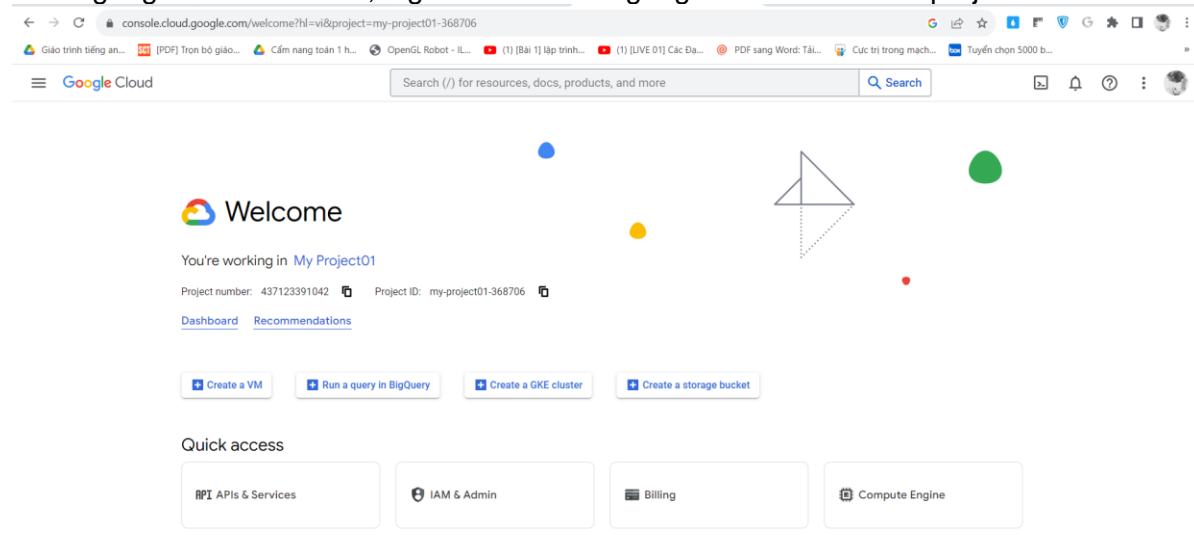 console.cloud.google.com/welcome?hl=vi&project=my-project01-368706
Giáo trình tiếng an... [PDF] Trọn bộ giáo... Cẩm nang toán 1 h... OpenGL Robot - IL... (1) [Bài 1] lập trình... (1) [LIVE 01] Các Đạ... PDF sang Word: Tải... Cực trị trong mạch... Tuyển chọn 5000 b... »
Google Cloud Search (/) for resources, docs, products, and more Search
Welcome
You're working in My Project01
Project number: 437123391042 Project ID: my-project01-368706
Dashboard Recommendations
Create a VM Run a query in BigQuery Create a GKE cluster Create a storage bucket
Quick access
API APIs & Services IAM & Admin Billing Compute Engine